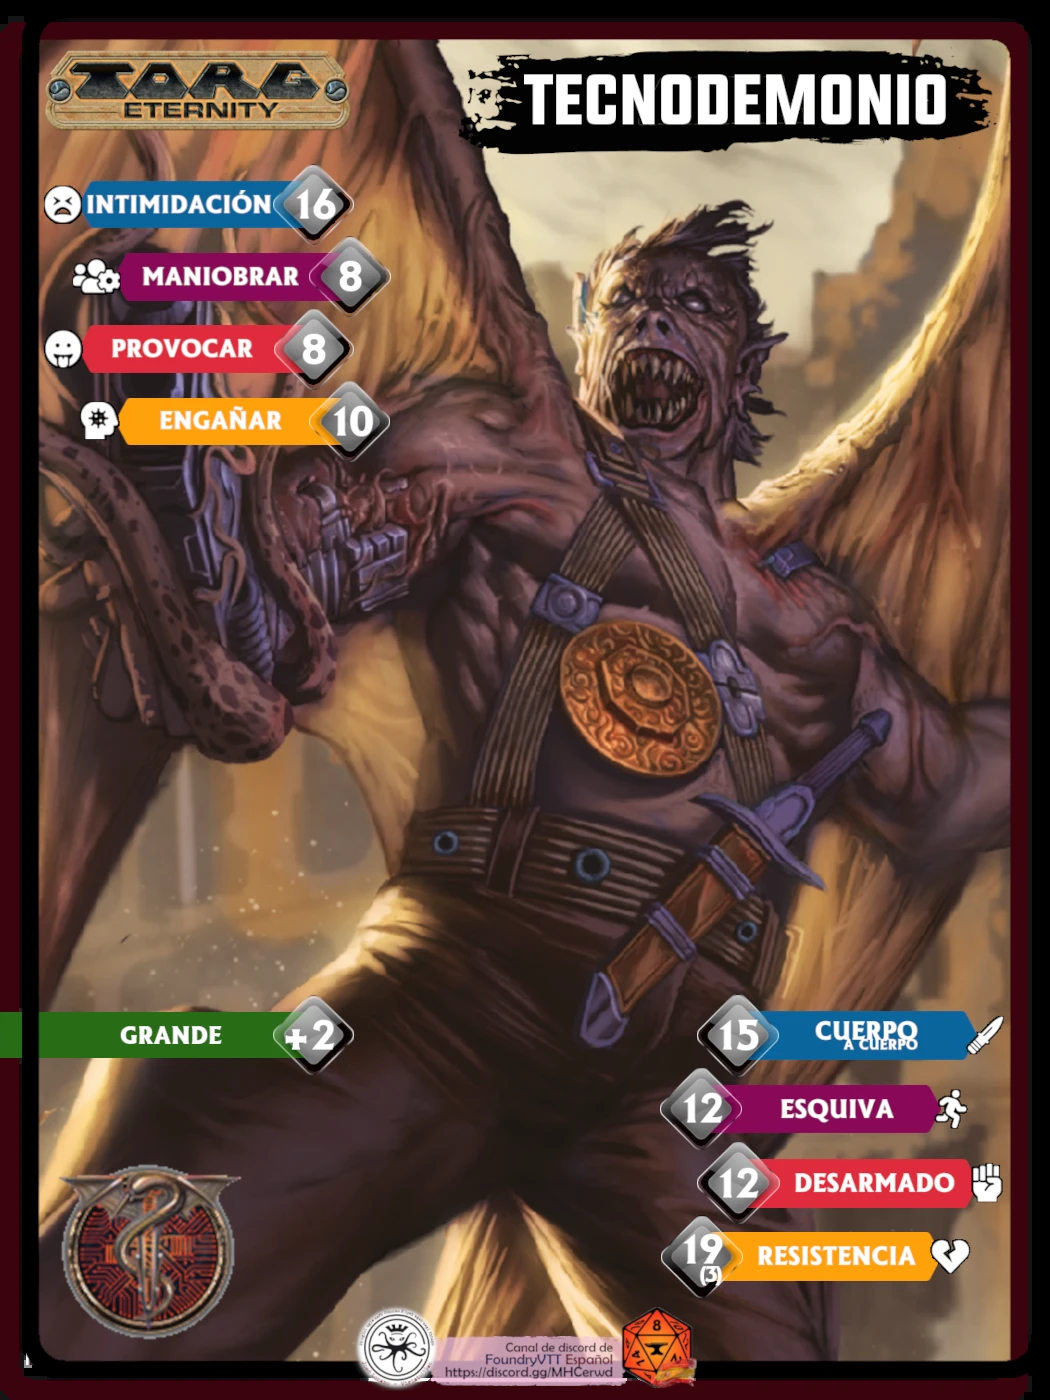 TORG
ETERNITY
TECNODEMONIO
INTIMIDACIÓN 16
MANIOBRAR 8
PROVOCAR 8
ENGAÑAR 10
GRANDE +2
15 CUERPO
A CUERPO
12 ESQUIVA
12 DESARMADO
19 RESISTENCIA
(3)
Canal de discord de
FoundryVTT Español
https://discord.gg/MHCerwd
8